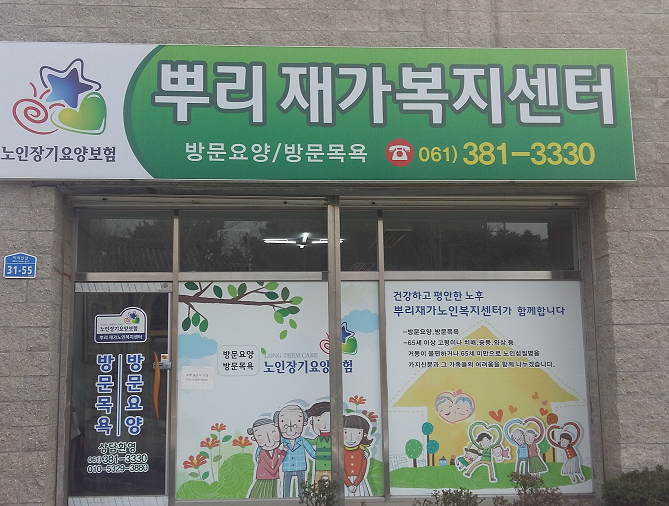 뿌리 재가복지센터
노인장기요양보험
방문요양/방문목욕 061) 381-3330
31-55
노인장기요양보험
뿌리 재가노인복지센터
방문요양
방문목욕
상담환영
061) 381-3330
010-5329-3880
방문요양
방문목욕
LONG TERM CARE
노인장기요양보험
건강하고 평안한 노후
뿌리재가노인복지센터가 함께합니다
-방문요양,방문목욕
-65세 이상 고령이나 치매, 중풍, 와상 등
거동이 불편하거나 65세 미만으로 노인성질병을
가지신분과 그 가족들의 어려움을 함께 나누겠습니다.